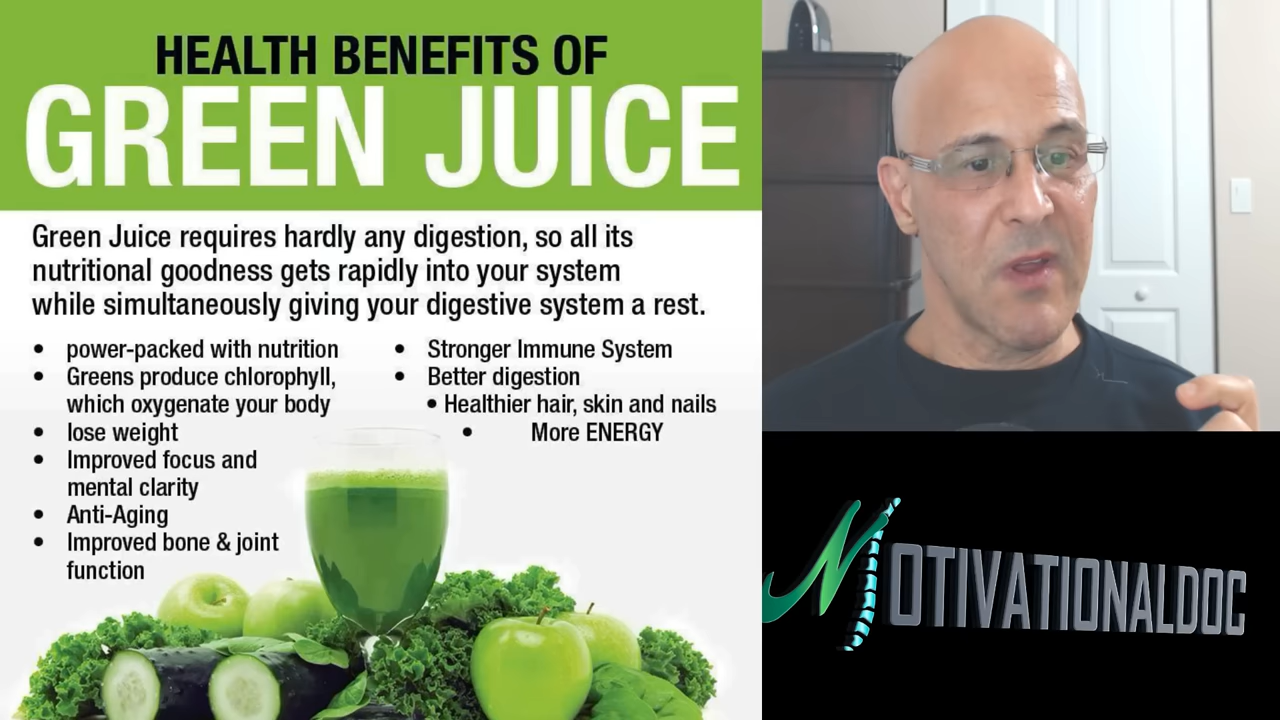 HEALTH BENEFITS OF
GREEN JUICE
Green Juice requires hardly any digestion, so all its
nutritional goodness gets rapidly into your system
while simultaneously giving your digestive system a rest.
• power-packed with nutrition
• Greens produce chlorophyll,
which oxygenate your body
• lose weight
• Improved focus and
mental clarity
• Anti-Aging
• Improved bone & joint
function
• Stronger Immune System
• Better digestion
• Healthier hair, skin and nails
• More ENERGY
MOTIVATIONALDOC